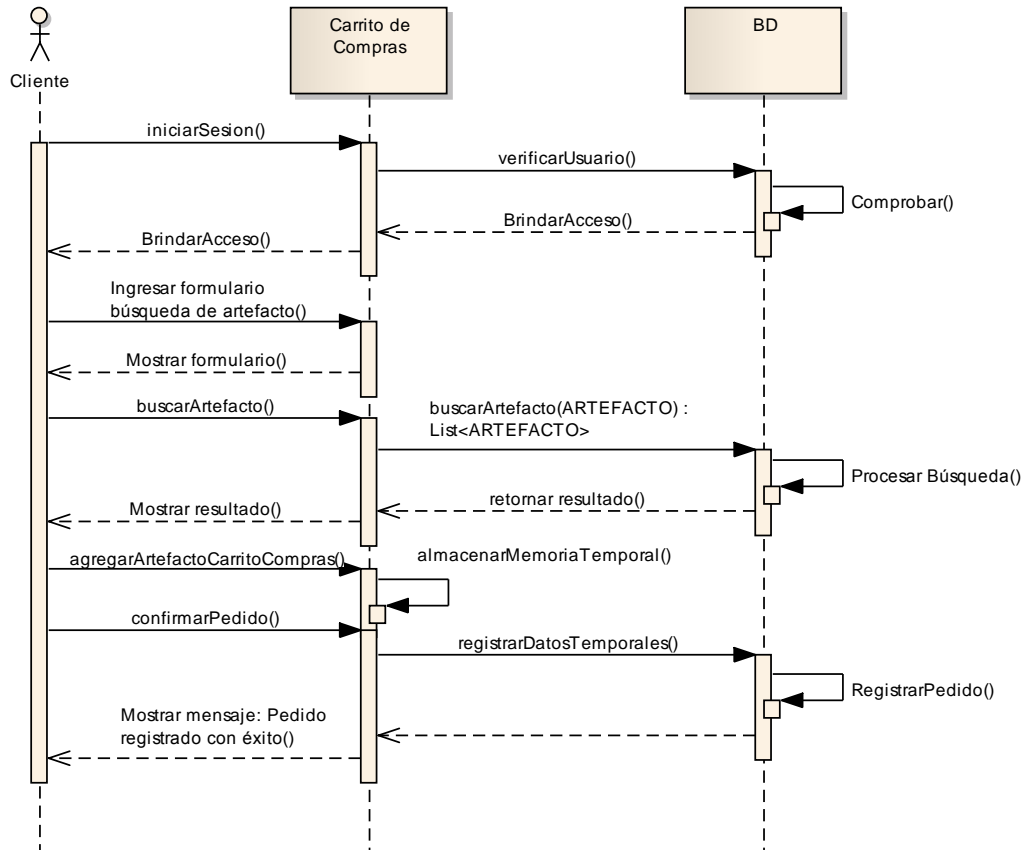 Cliente
Carrito de
Compras
BD
iniciarSesion()
verificarUsuario()
Comprobar()
BrindarAcceso()
BrindarAcceso()
Ingresar formulario
búsqueda de artefacto()
Mostrar formulario()
buscarArtefacto()
buscarArtefacto(ARTEFACTO) :
List<ARTEFACTO>
Procesar Búsqueda()
retornar resultado()
Mostrar resultado()
agregarArtefactoCarritoCompras()
almacenarMemoriaTemporal()
confirmarPedido()
registrarDatosTemporales()
RegistrarPedido()
Mostrar mensaje: Pedido
registrado con éxito()